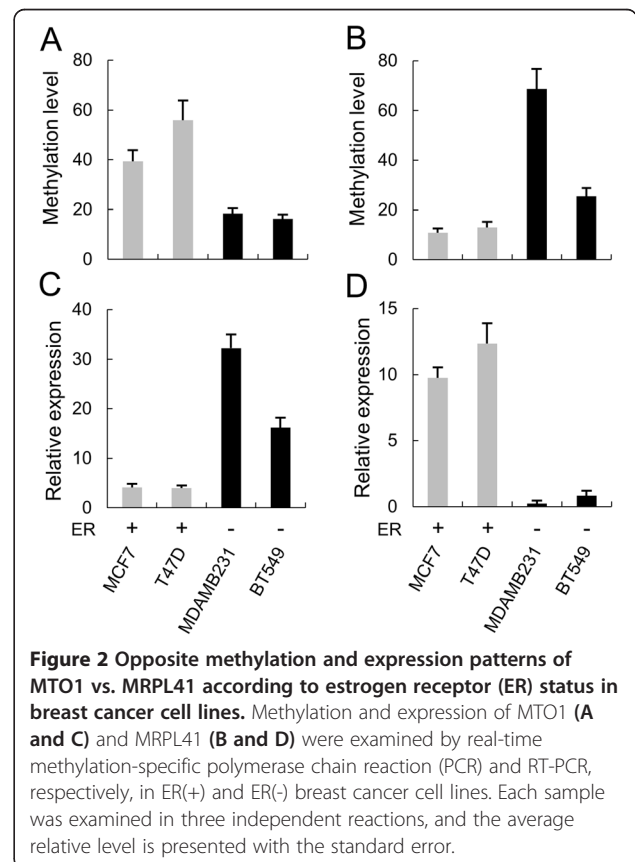 A
B
80
60
40
20
0
Methylation level
80
60
40
20
0
Methylation level
C
D
40
30
20
10
0
Relative expression
15
10
5
0
Relative expression
ER + + - -
MCF7
T47D
MDAMB231
BT549
ER + + - -
MCF7
T47D
MDAMB231
BT549
Figure 2 Opposite methylation and expression patterns of
MTO1 vs. MRPL41 according to estrogen receptor (ER) status in
breast cancer cell lines. Methylation and expression of MTO1 (A
and C) and MRPL41 (B and D) were examined by real-time
methylation-specific polymerase chain reaction (PCR) and RT-PCR,
respectively, in ER(+) and ER(-) breast cancer cell lines. Each sample
was examined in three independent reactions, and the average
relative level is presented with the standard error.